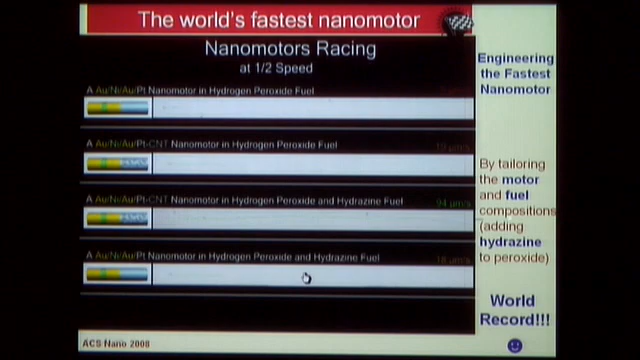 The world's fastest nanomotor
Nanomotors Racing
at 1/2 Speed
A Au/Ni/Au/Pt Nanomotor in Hydrogen Peroxide Fuel
A Au/Ni/Au/Pt-CNT Nanomotor in Hydrogen Peroxide Fuel
A Au/Ni/Au/Pt-CNT Nanomotor in Hydrogen Peroxide and Hydrazine Fuel
94 µm/s
A Au/Ni/Au/Pt Nanomotor in Hydrogen Peroxide and Hydrazine Fuel
Engineering
the Fastest
Nanomotor
By tailoring
the motor
and fuel
compositions
(adding
hydrazine
to peroxide)
World
Record!!!
ACS Nano 2008